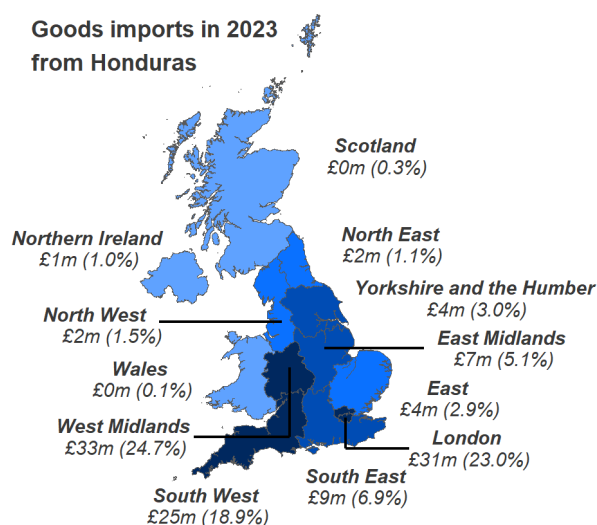 Goods imports in 2023
from Honduras
Scotland
£0m (0.3%)
Northern Ireland
£1m (1.0%)
North East
£2m (1.1%)
Yorkshire and the Humber
£4m (3.0%)
North West
£2m (1.5%)
East Midlands
£7m (5.1%)
Wales
£0m (0.1%)
East
£4m (2.9%)
West Midlands
£33m (24.7%)
London
£31m (23.0%)
South East
£9m (6.9%)
South West
£25m (18.9%)